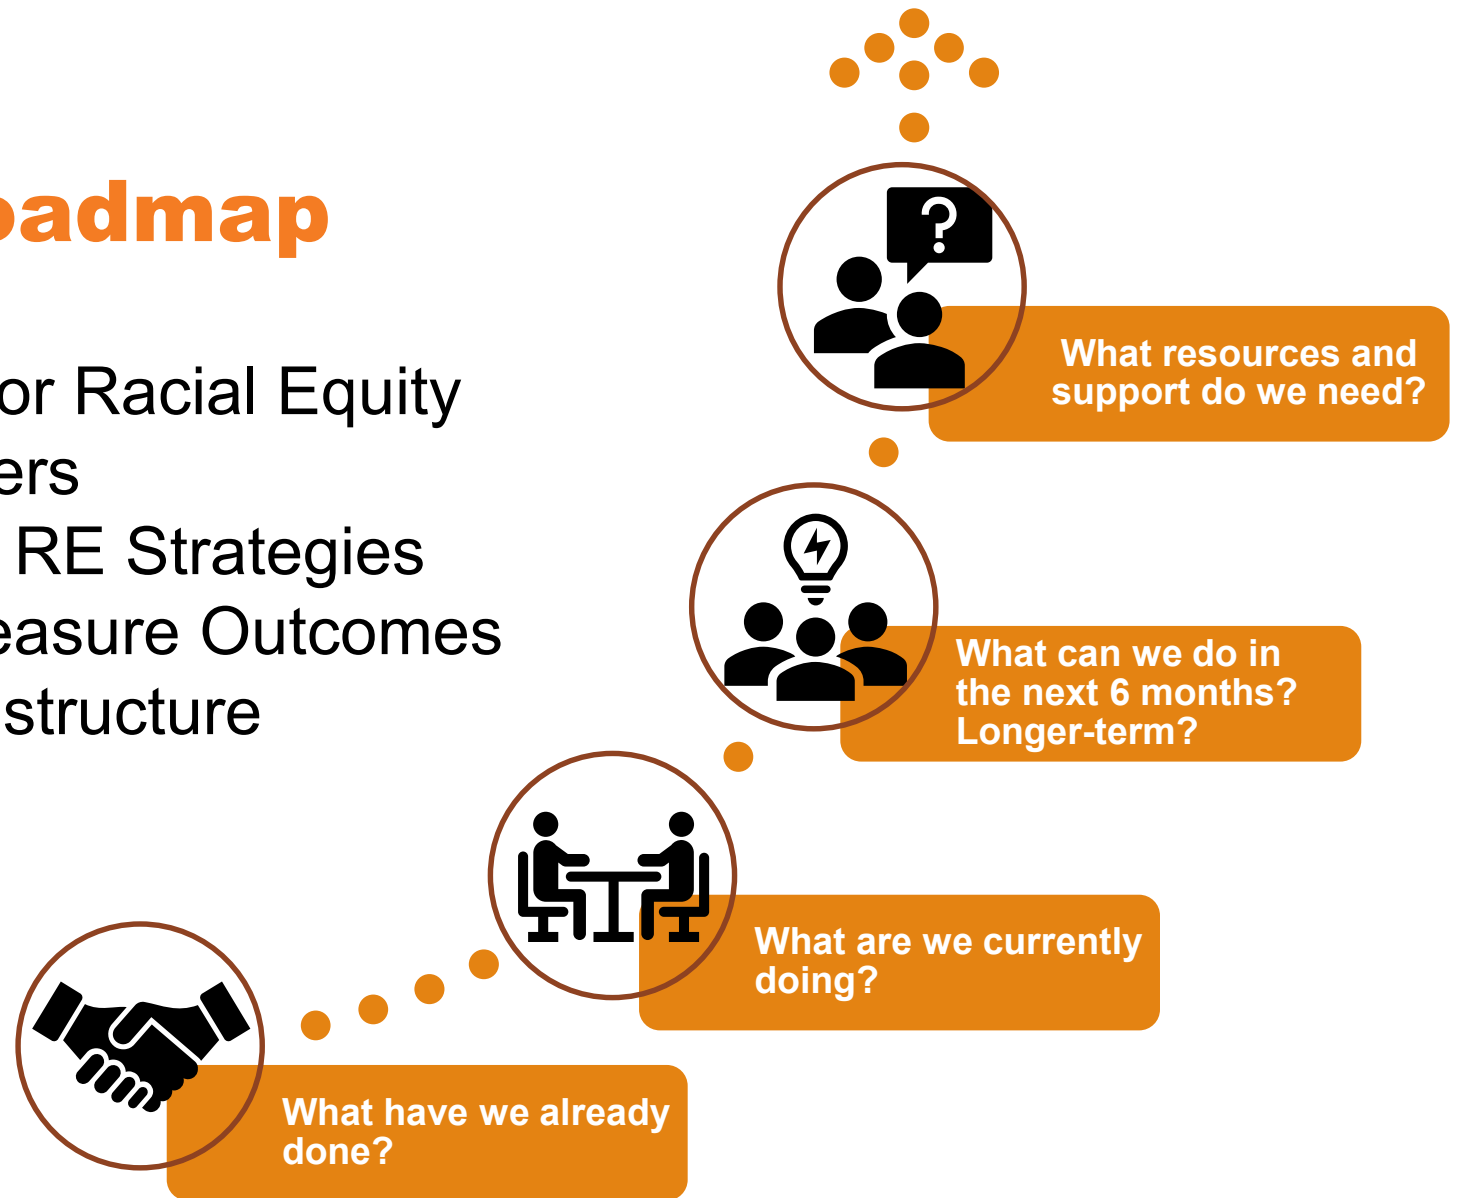 oadmap
or Racial Equity
ers
RE Strategies
easure Outcomes
structure
?
What resources and
support do we need?
What can we do in
the next 6 months?
Longer-term?
What are we currently
doing?
What have we already
done?